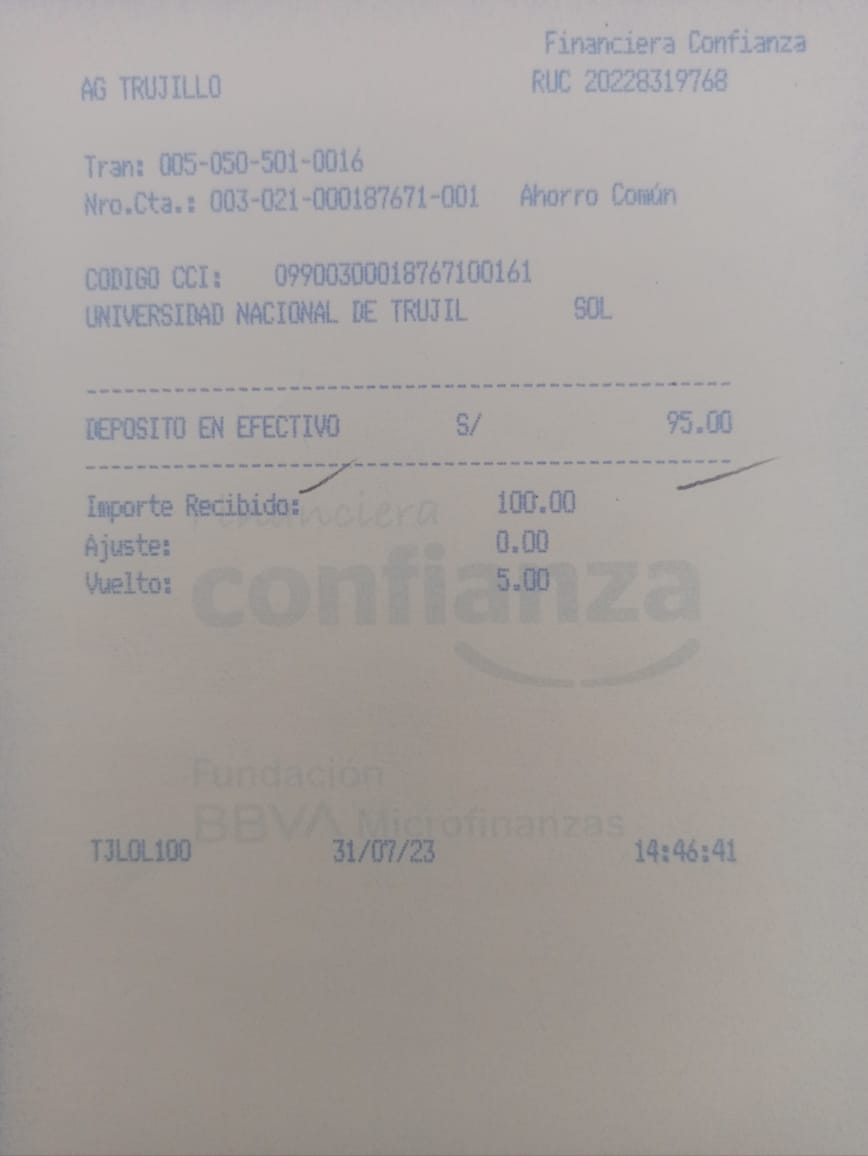 Financiera Confianza
AG TRUJILLO RUC 20228319768
Tran: 005-050-501-0016
Nro.Cta.: 003-021-000187671-001 Ahorro Común
CODIGO CCI: 09900300018767100161
UNIVERSIDAD NACIONAL DE TRUJIL SOL
DEPOSITO EN EFECTIVO S/ 95.00
Importe Recibido: 100.00
Financiera
Ajuste: 0.00
confianza
Vuelto: 5.00
Fundación
BBVA Microfinanzas
TJLOL100 31/07/23 14:46:41